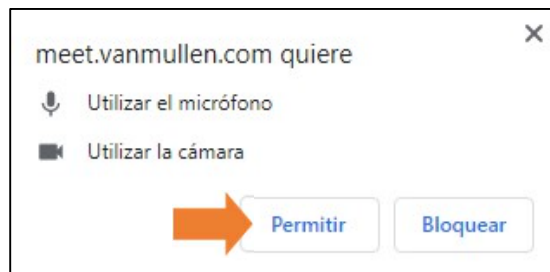 meet.vanmullen.com quiere
Utilizar el micrófono
Utilizar la cámara
Permitir
Bloquear